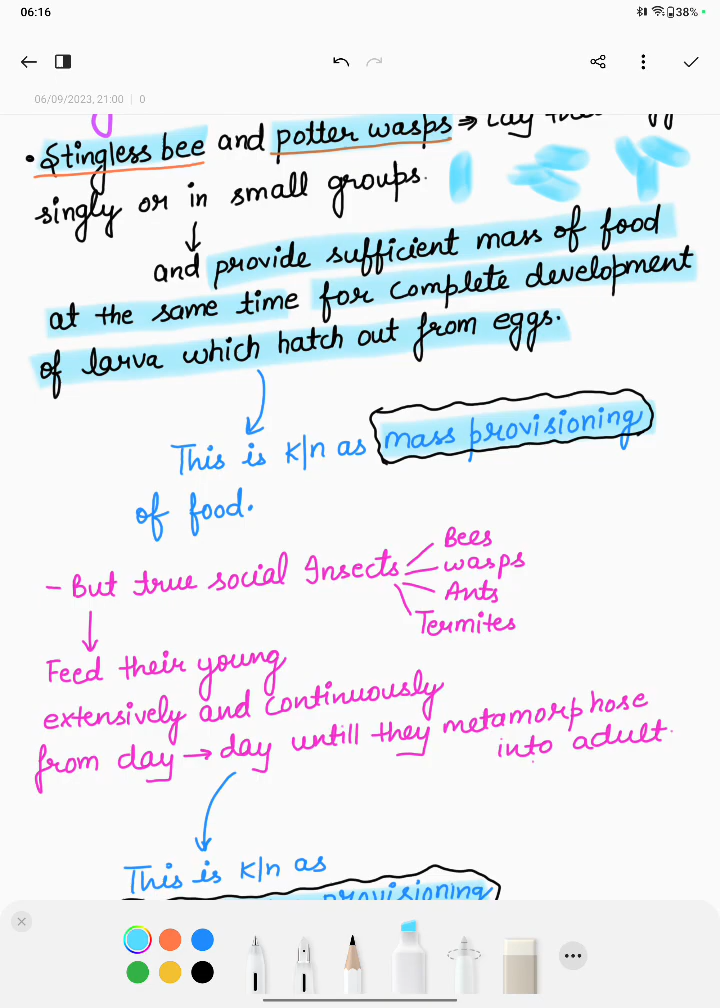 06:16
38%
06/09/2023, 21:00 | 0
• Stingless bee and potter wasps ⇒ Lay
singly or in small groups.
and provide sufficient mass of food
at the same time for complete development
of larva which hatch out from eggs.
This is k|n as mass provisioning
of food.
- But true social Insects
Bees
wasps
Ants
Termites
Feed their young
extensively and continuously
from day → day untill they metamorphose
into adult.
This is k|n as
provisioning